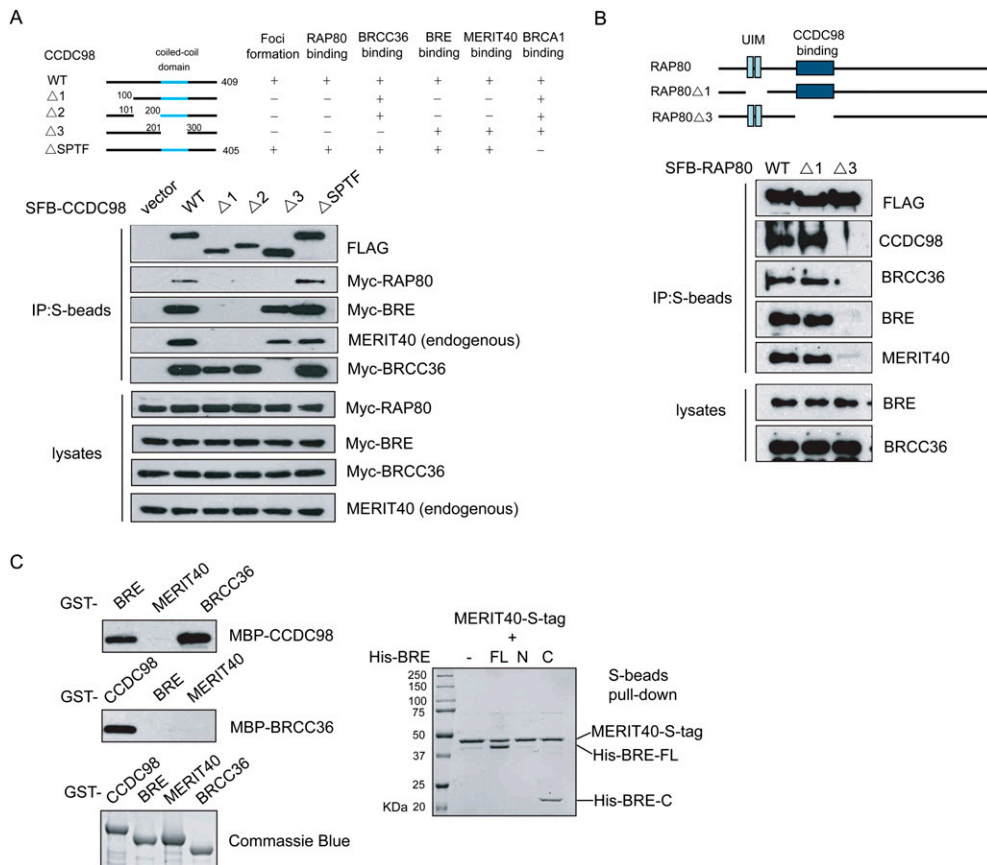 A
CCDC98
coiled-coil domain
Foci formation
RAP80 binding
BRCC36 binding
BRE binding
MERIT40 binding
BRCA1 binding
WT 409 + + + + + +
△1 100 – – + – – +
△2 101 200 – – + – – +
△3 201 300 – – – + + +
△SPTF 405 + + + + + –
SFB-CCDC98 vector WT △1 △2 △3 △SPTF
IP:S-beads
FLAG
Myc-RAP80
Myc-BRE
MERIT40 (endogenous)
Myc-BRCC36
lysates
Myc-RAP80
Myc-BRE
Myc-BRCC36
MERIT40 (endogenous)
B
UIM
CCDC98 binding
RAP80
RAP80△1
RAP80△3
SFB-RAP80 WT △1 △3
IP:S-beads
FLAG
CCDC98
BRCC36
BRE
MERIT40
lysates
BRE
BRCC36
C
GST- BRE MERIT40 BRCC36
MBP-CCDC98
GST- CCDC98 BRE MERIT40
MBP-BRCC36
GST- CCDC98 BRE MERIT40 BRCC36
Commassie Blue
MERIT40-S-tag
+
His-BRE - FL N C
250
150
100
75
50
37
25
KDa 20
S-beads
pull-down
MERIT40-S-tag
His-BRE-FL
His-BRE-C